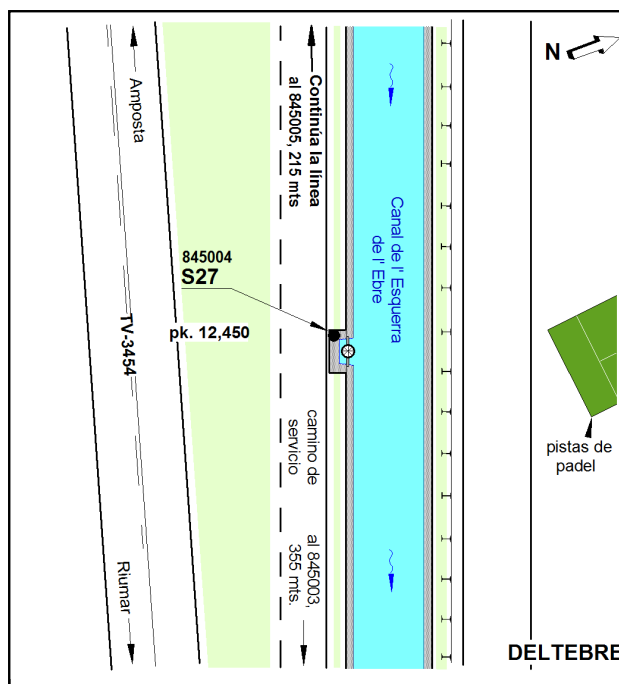 N
Amposta
Continúa la línea
al 845005, 215 mts
Canal de l' Esquerra
de l' Ebre
845004
S27
TV-3454
pk. 12,450
camino de
servicio
pistas de
padel
al 845003,
355 mts.
Riumar
DELTEBRE